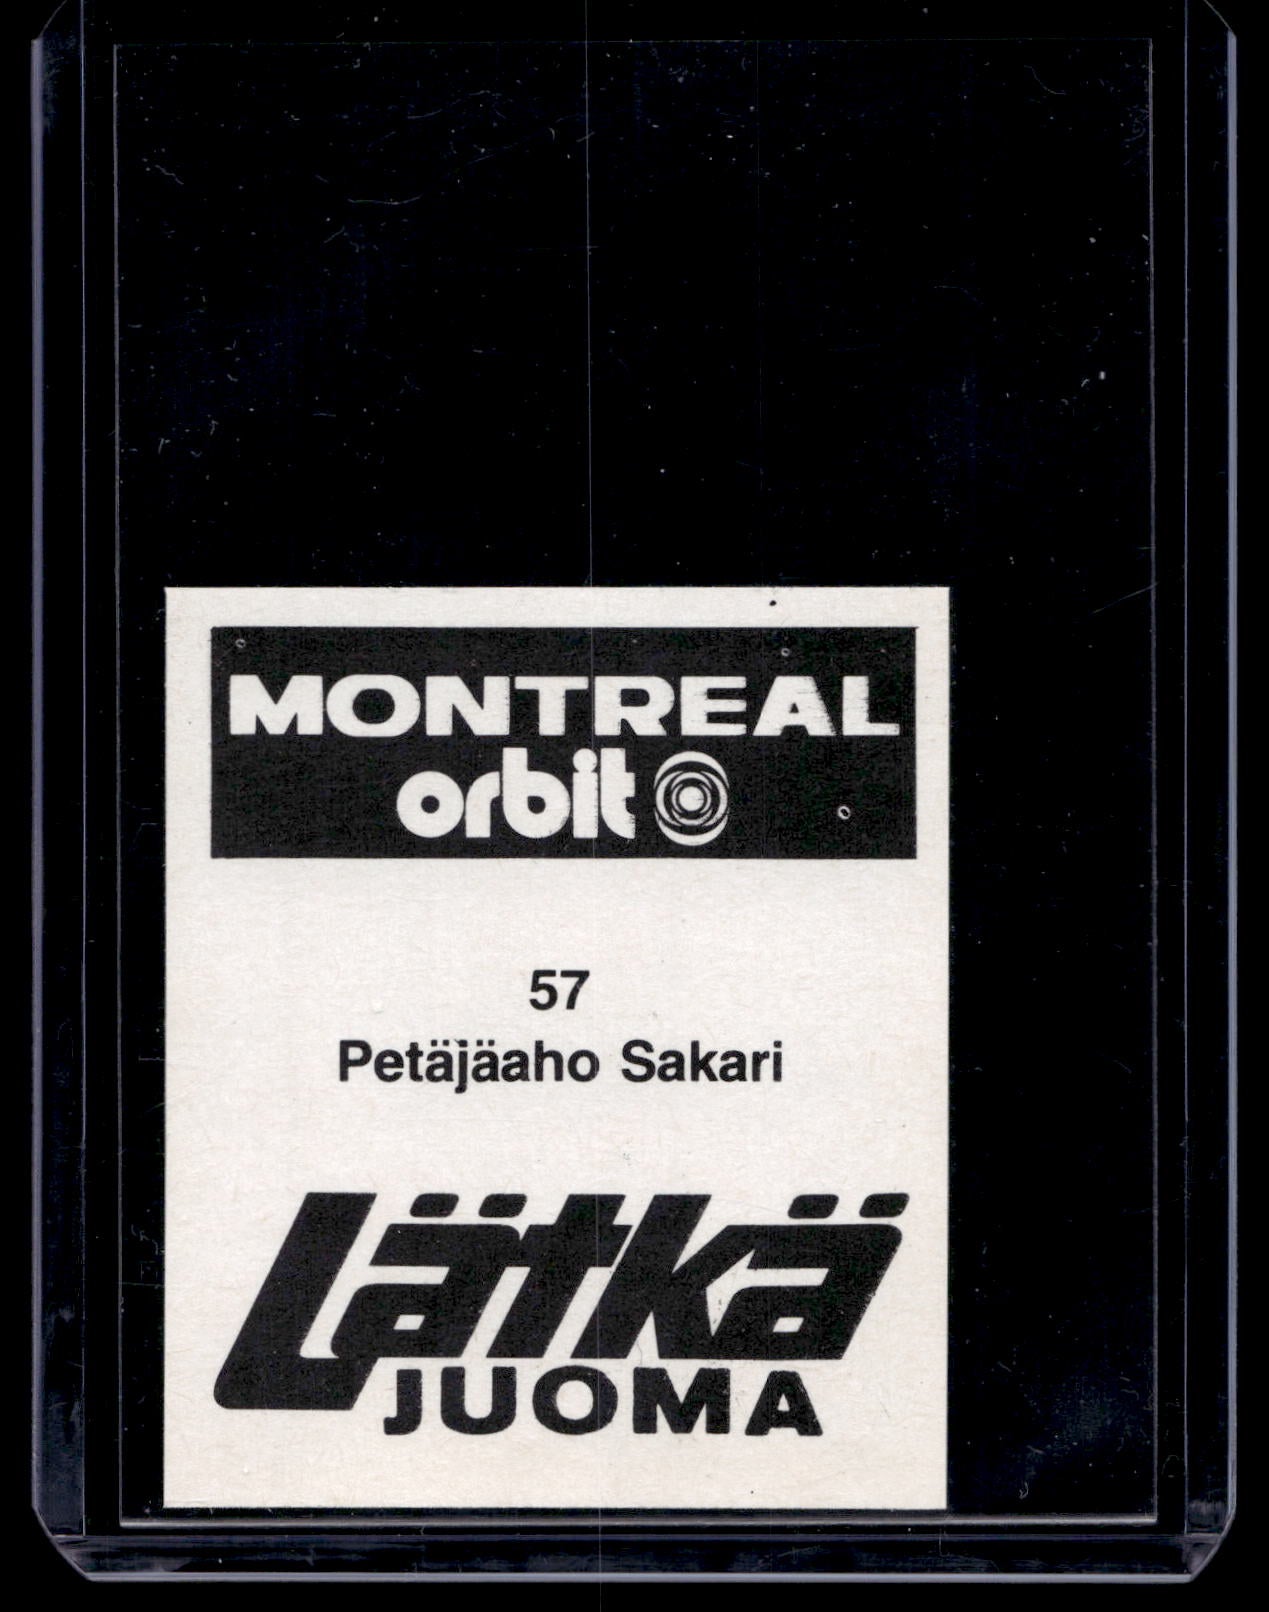 MONTREAL
orbit
57
Petäjäaho Sakari
Lätkä
JUOMA